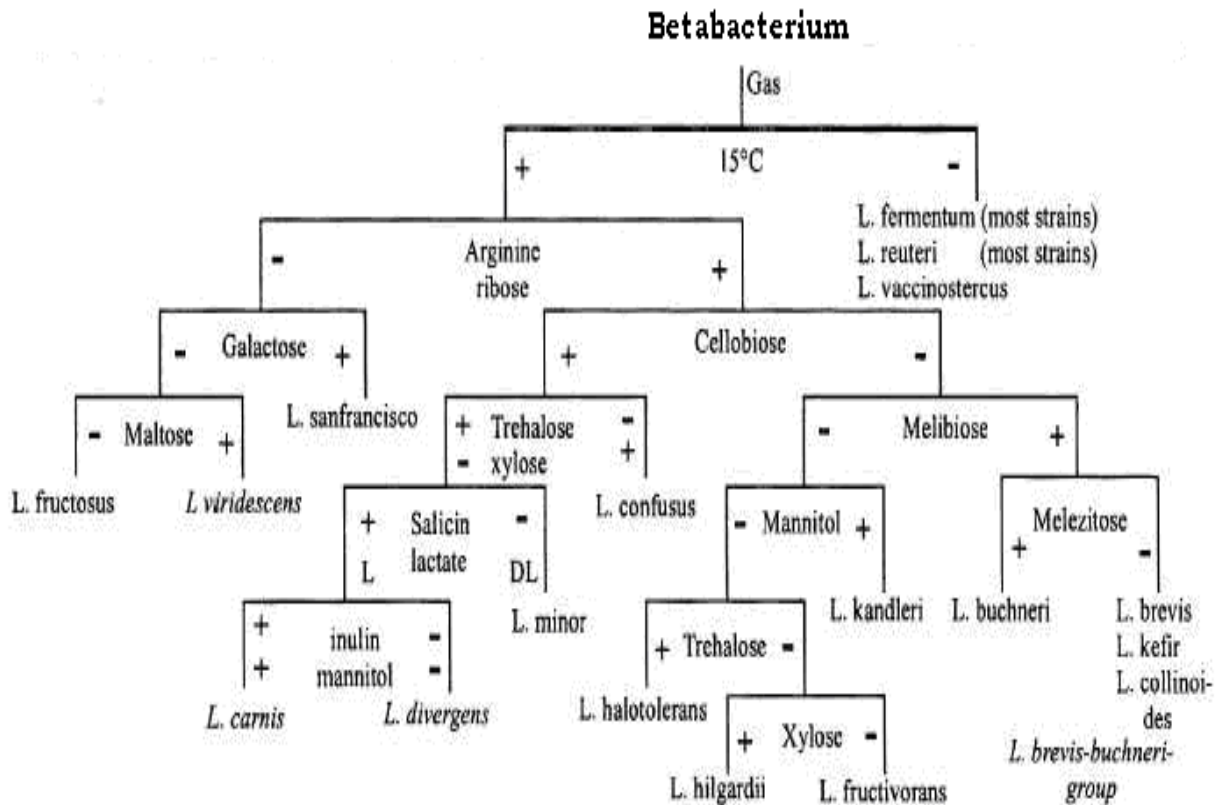 Betabacterium
Gas
+ 15°C -
L. fermentum (most strains)
L. reuteri (most strains)
L. vaccinostercus
- Arginine +
ribose
- Galactose +
+ Cellobiose -
L. sanfrancisco
- Maltose +
+ Trehalose -
- xylose +
- Melibiose +
L. fructosus
L viridescens
L. confusus
+ Salicin -
lactate
L DL
- Mannitol +
Melezitose
+ -
L. minor
L. kandleri
L. buchneri
L. brevis
L. kefir
L. collinoi-
des
L. brevis-buchneri-
group
+ inulin -
+ mannitol -
+ Trehalose -
L. carnis
L. divergens
L. halotolerans
+ Xylose -
L. hilgardii
L. fructivorans